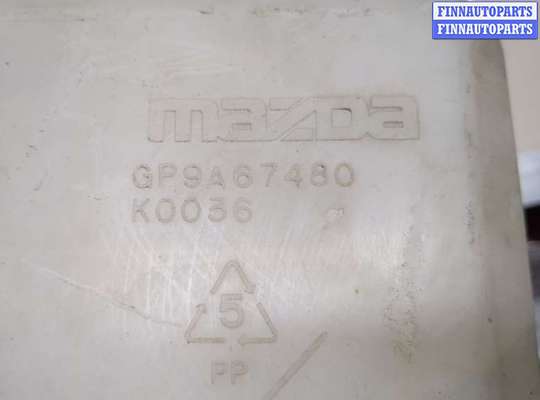 FINNAUTOPARTS
FINNAUTOPARTS
mazda
GP9A67480
K0036
5
PP